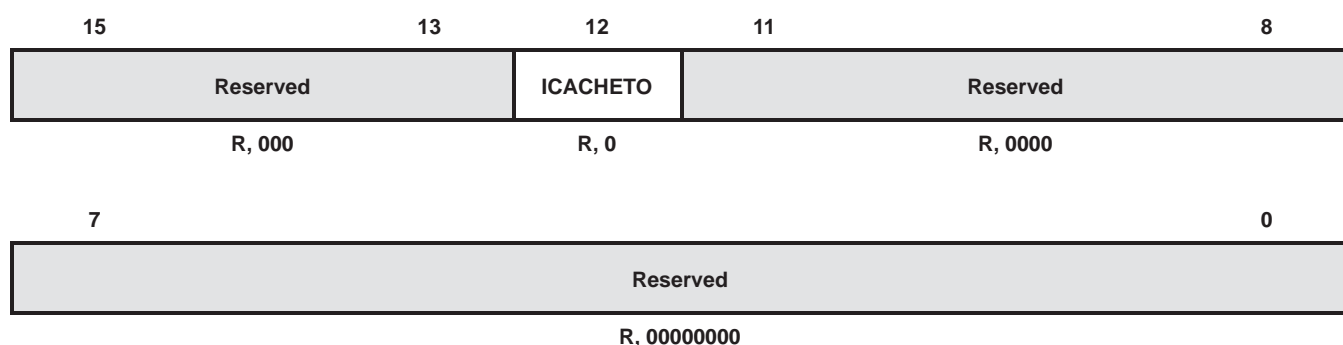 15 13 12 11 8
Reserved ICACHETO Reserved
R, 000 R, 0 R, 0000
7 0
Reserved
R, 00000000